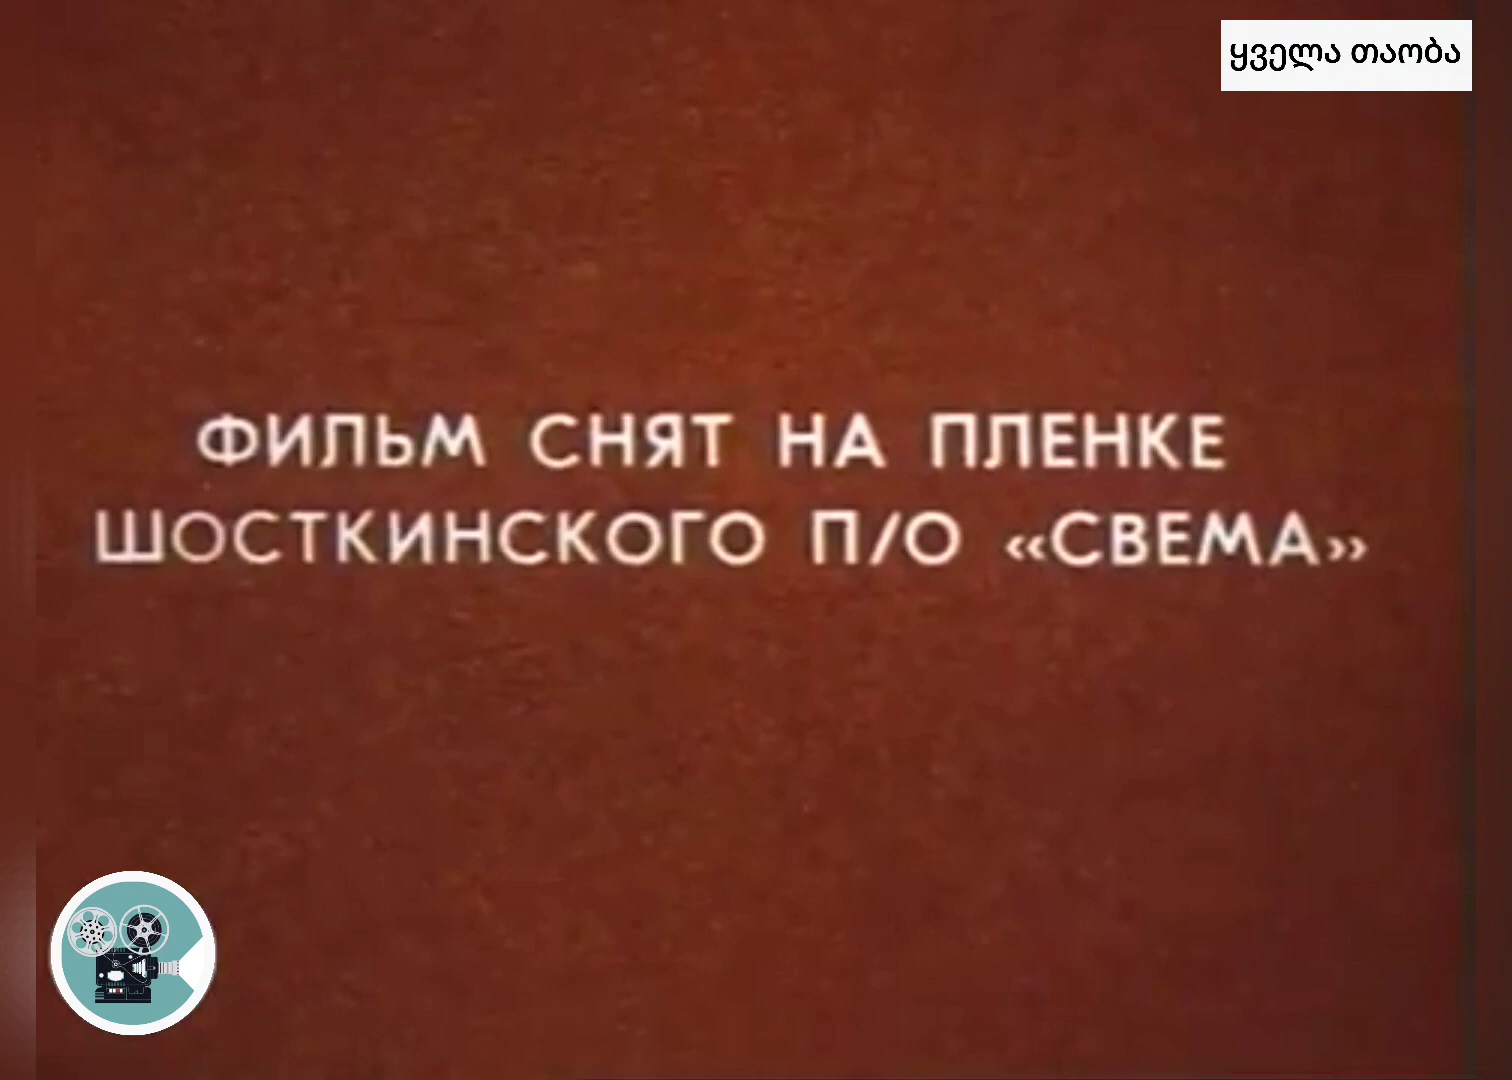 ყველა თაობა
ФИЛЬМ СНЯТ НА ПЛЕНКЕ
ШОСТКИНСКОГО П/О «СВЕМА»